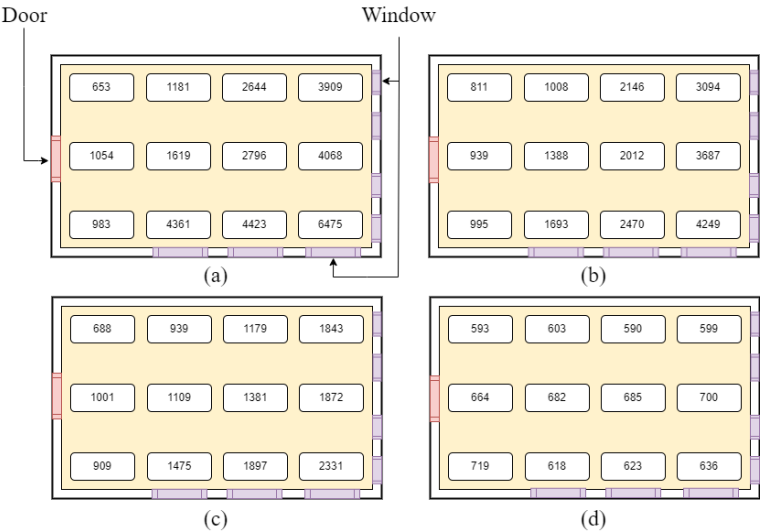 Door Window
653 1181 2644 3909
1054 1619 2796 4068
983 4361 4423 6475
(a)
811 1008 2146 3094
939 1388 2012 3687
995 1693 2470 4249
(b)
688 939 1179 1843
1001 1109 1381 1872
909 1475 1897 2331
(c)
593 603 590 599
664 682 685 700
719 618 623 636
(d)